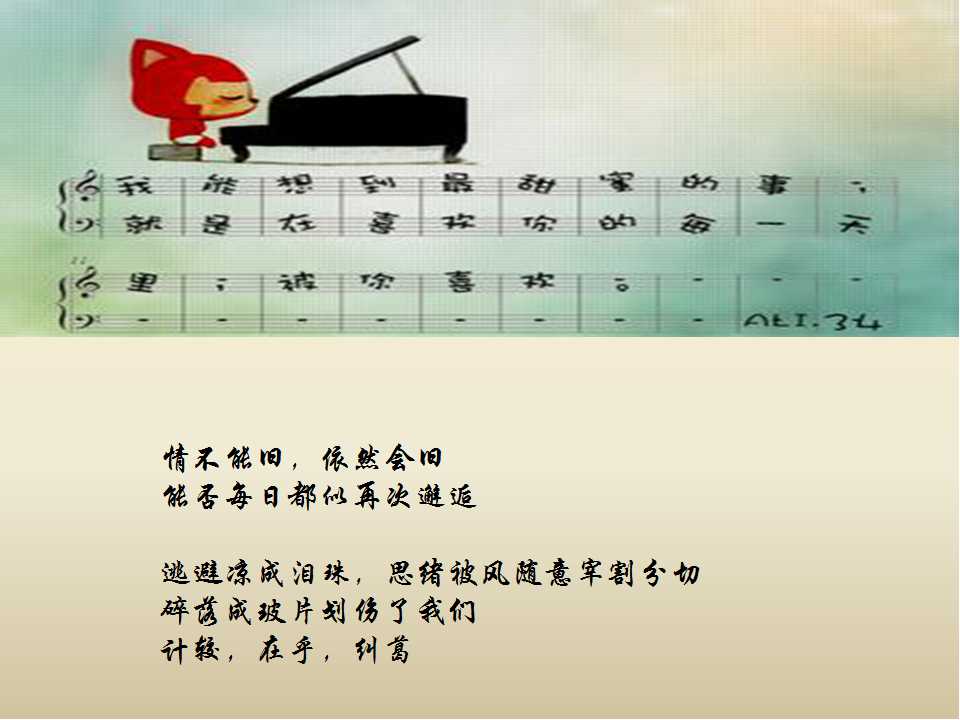 我能想到最甜蜜的事，
就是在喜欢你的每一天
11
里，被你喜欢。- - -
- - - - - - - - ALI.34
情不能旧，依然会旧
能否每日都似再次邂逅
逃避凉成泪珠，思绪被风随意宰割分切
碎落成玻片划伤了我们
计较，在乎，纠葛